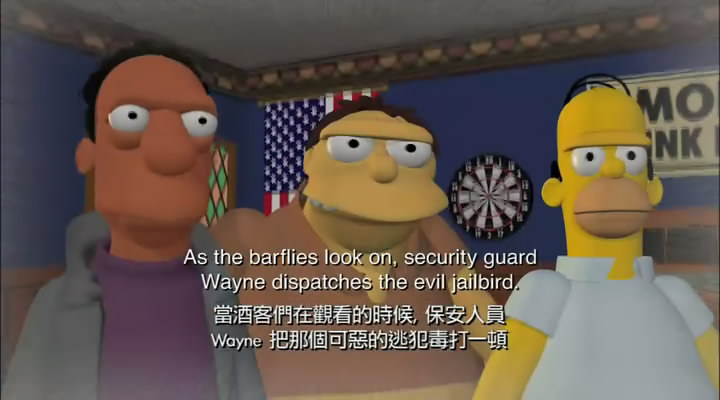 MO
NK
As the barflies look on, security guard
Wayne dispatches the evil jailbird.
當酒客們在觀看的時候, 保安人員
Wayne 把那個可惡的逃犯毒打一頓